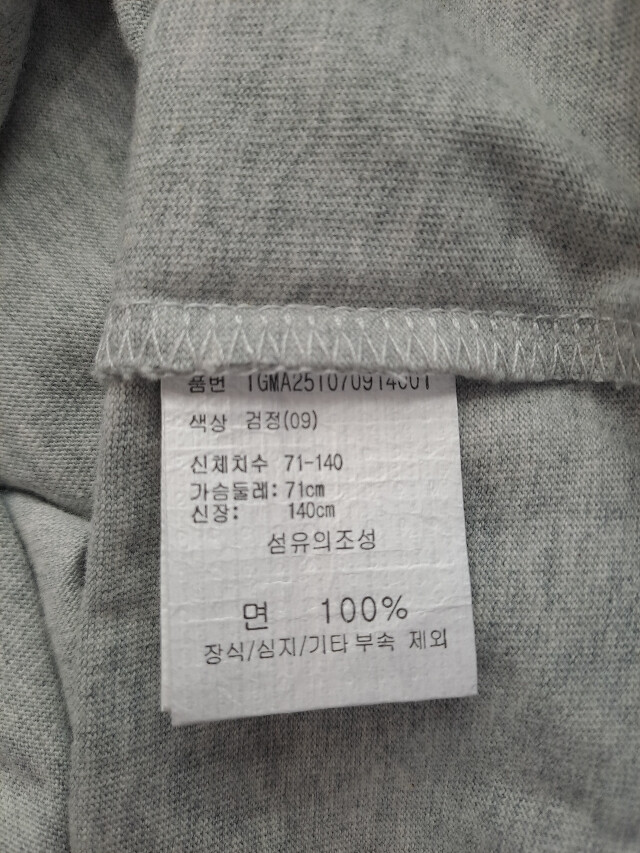 품번 TGMA251070914C01
색상 검정(09)
신체치수 71-140
가슴둘레: 71cm
신장: 140cm
섬유의조성
면 100%
장식/심지/기타 부속 제외